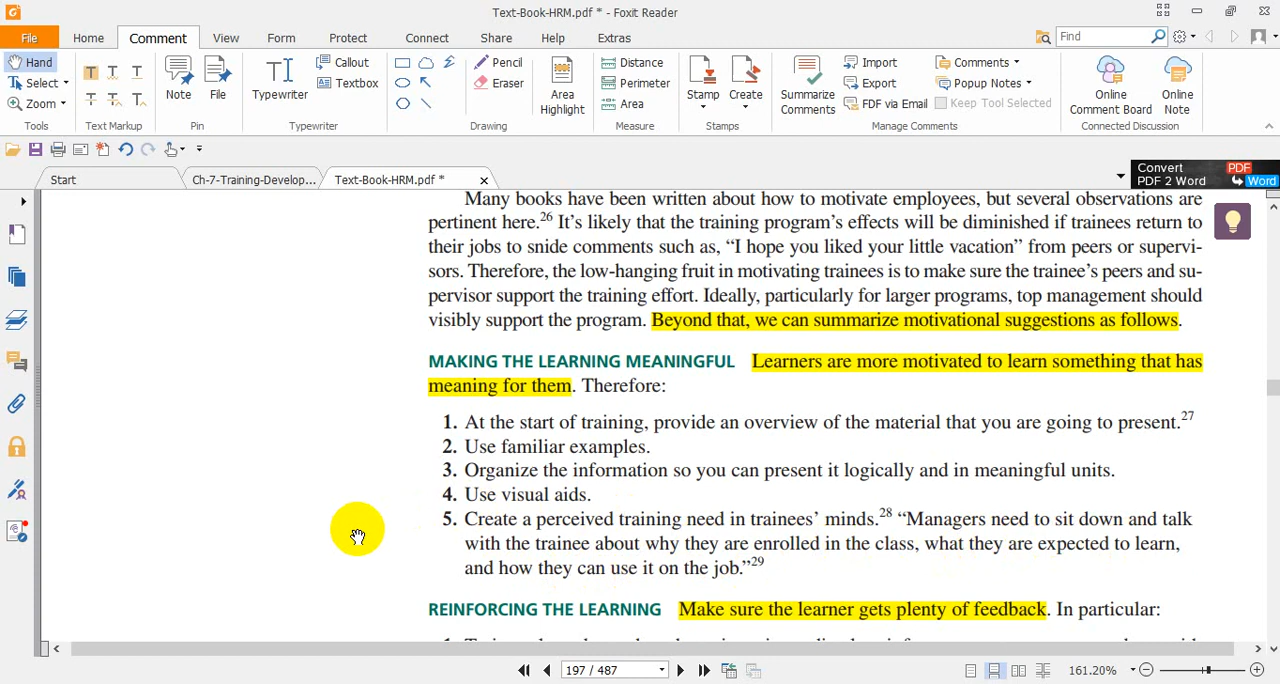 Text-Book-HRM.pdf * - Foxit Reader
File Home Comment View Form Protect Connect Share Help Extras Find
Hand Select Zoom
Tools
T T T
T T T
Text Markup
Note File
Pin
Typewriter Callout Textbox
Typewriter
Pencil Eraser
Drawing
Area Highlight
Distance Perimeter Area
Measure
Stamp Create
Stamps
Summarize Comments Import Export FDF via Email Comments Popup Notes Keep Tool Selected
Manage Comments
Online Comment Board Online Note
Connected Discussion
Start Ch-7-Training-Develop... Text-Book-HRM.pdf *
Convert PDF
PDF 2 Word Word
Many books have been written about how to motivate employees, but several observations are
pertinent here.26 It’s likely that the training program’s effects will be diminished if trainees return to
their jobs to snide comments such as, “I hope you liked your little vacation” from peers or supervi-
sors. Therefore, the low-hanging fruit in motivating trainees is to make sure the trainee’s peers and su-
pervisor support the training effort. Ideally, particularly for larger programs, top management should
visibly support the program. Beyond that, we can summarize motivational suggestions as follows.
MAKING THE LEARNING MEANINGFUL Learners are more motivated to learn something that has
meaning for them. Therefore:
1. At the start of training, provide an overview of the material that you are going to present.27
2. Use familiar examples.
3. Organize the information so you can present it logically and in meaningful units.
4. Use visual aids.
5. Create a perceived training need in trainees’ minds.28 “Managers need to sit down and talk
with the trainee about why they are enrolled in the class, what they are expected to learn,
and how they can use it on the job.”29
REINFORCING THE LEARNING Make sure the learner gets plenty of feedback. In particular:
197 / 487 161.20%